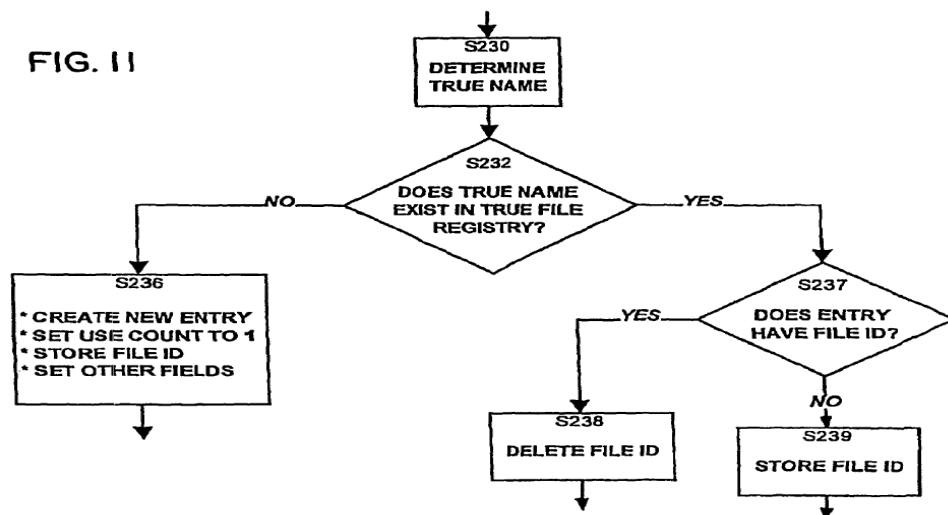 FIG. 11
S230
DETERMINE
TRUE NAME
S232
DOES TRUE NAME
EXIST IN TRUE FILE
REGISTRY?
NO
YES
S236
* CREATE NEW ENTRY
* SET USE COUNT TO 1
* STORE FILE ID
* SET OTHER FIELDS
S237
DOES ENTRY
HAVE FILE ID?
YES
NO
S238
DELETE FILE ID
S239
STORE FILE ID